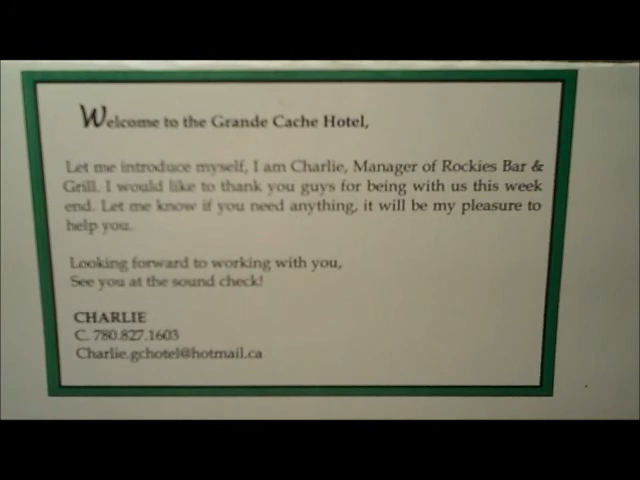 Welcome to the Grande Cache Hotel,
Let me introduce myself, I am Charlie, Manager of Rockies Bar &
Grill. I would like to thank you guys for being with us this week
end. Let me know if you need anything, it will be my pleasure to
help you.
Looking forward to working with you,
See you at the sound check!
CHARLIE
C. 780.827.1603
Charlie.gchotel@hotmail.ca